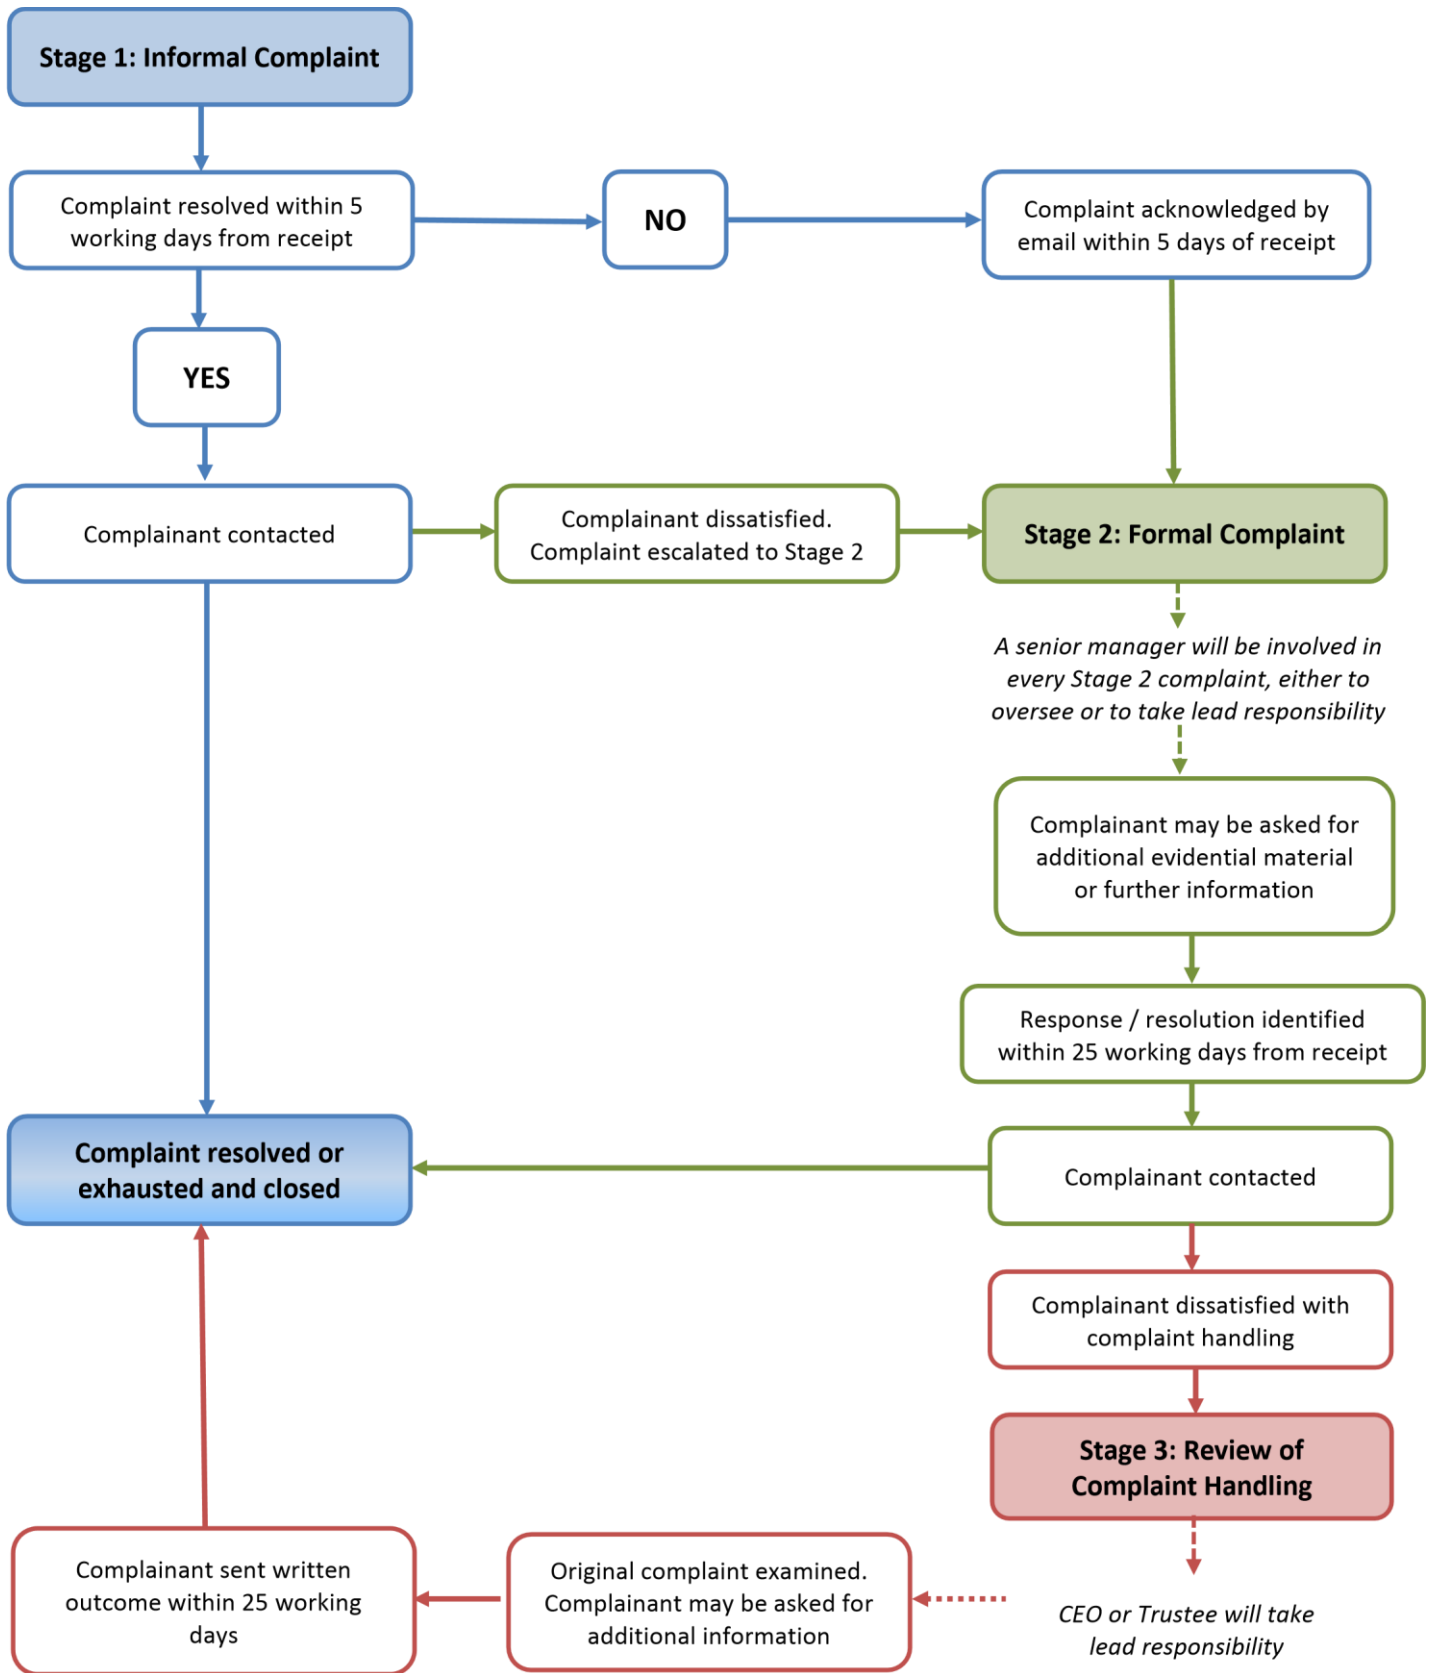 Stage 1: Informal Complaint
Complaint resolved within 5
working days from receipt
NO
Complaint acknowledged by
email within 5 days of receipt
YES
Complainant contacted
Complainant dissatisfied.
Complaint escalated to Stage 2
Stage 2: Formal Complaint
A senior manager will be involved in
every Stage 2 complaint, either to
oversee or to take lead responsibility
Complainant may be asked for
additional evidential material
or further information
Response / resolution identified
within 25 working days from receipt
Complaint resolved or
exhausted and closed
Complainant contacted
Complainant dissatisfied with
complaint handling
Stage 3: Review of
Complaint Handling
CEO or Trustee will take
lead responsibility
Original complaint examined.
Complainant may be asked for
additional information
Complainant sent written
outcome within 25 working
days